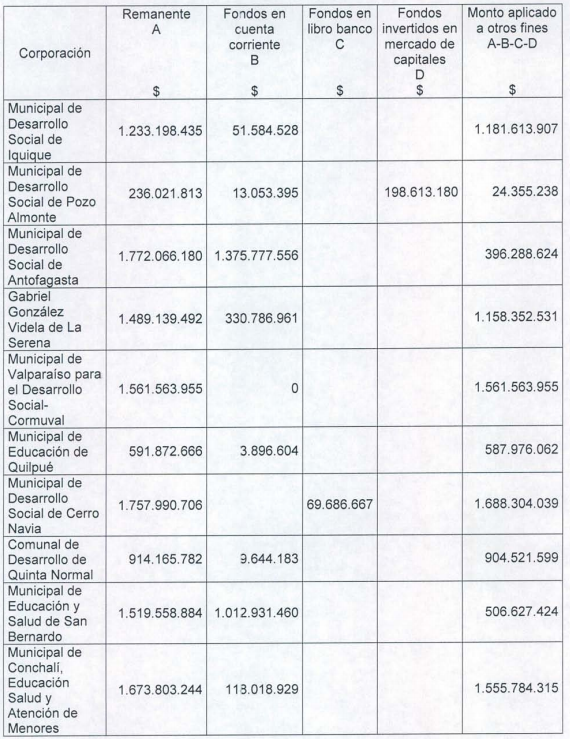 Corporación
Remanente
A
$
Fondos en
cuenta
corriente
B
$
Fondos en
libro banco
C
$
Fondos
invertidos en
mercado de
capitales
D
$
Monto aplicado
a otros fines
A-B-C-D
$
Municipal de
Desarrollo
Social de
Iquique
1.233.198.435
51.584.528
1.181.613.907
Municipal de
Desarrollo
Social de Pozo
Almonte
236.021.813
13.053.395
198.613.180
24.355.238
Municipal de
Desarrollo
Social de
Antofagasta
1.772.066.180
1.375.777.556
396.288.624
Gabriel
González
Videla de La
Serena
1.489.139.492
330.786.961
1.158.352.531
Municipal de
Valparaíso para
el Desarrollo
Social-
Cormuval
1.561.563.955
0
1.561.563.955
Municipal de
Educación de
Quilpué
591.872.666
3.896.604
587.976.062
Municipal de
Desarrollo
Social de Cerro
Navia
1.757.990.706
69.686.667
1.688.304.039
Comunal de
Desarrollo de
Quinta Normal
914.165.782
9.644.183
904.521.599
Municipal de
Educación y
Salud de San
Bernardo
1.519.558.884
1.012.931.460
506.627.424
Municipal de
Conchalí,
Educación
Salud y
Atención de
Menores
1.673.803.244
118.018.929
1.555.784.315